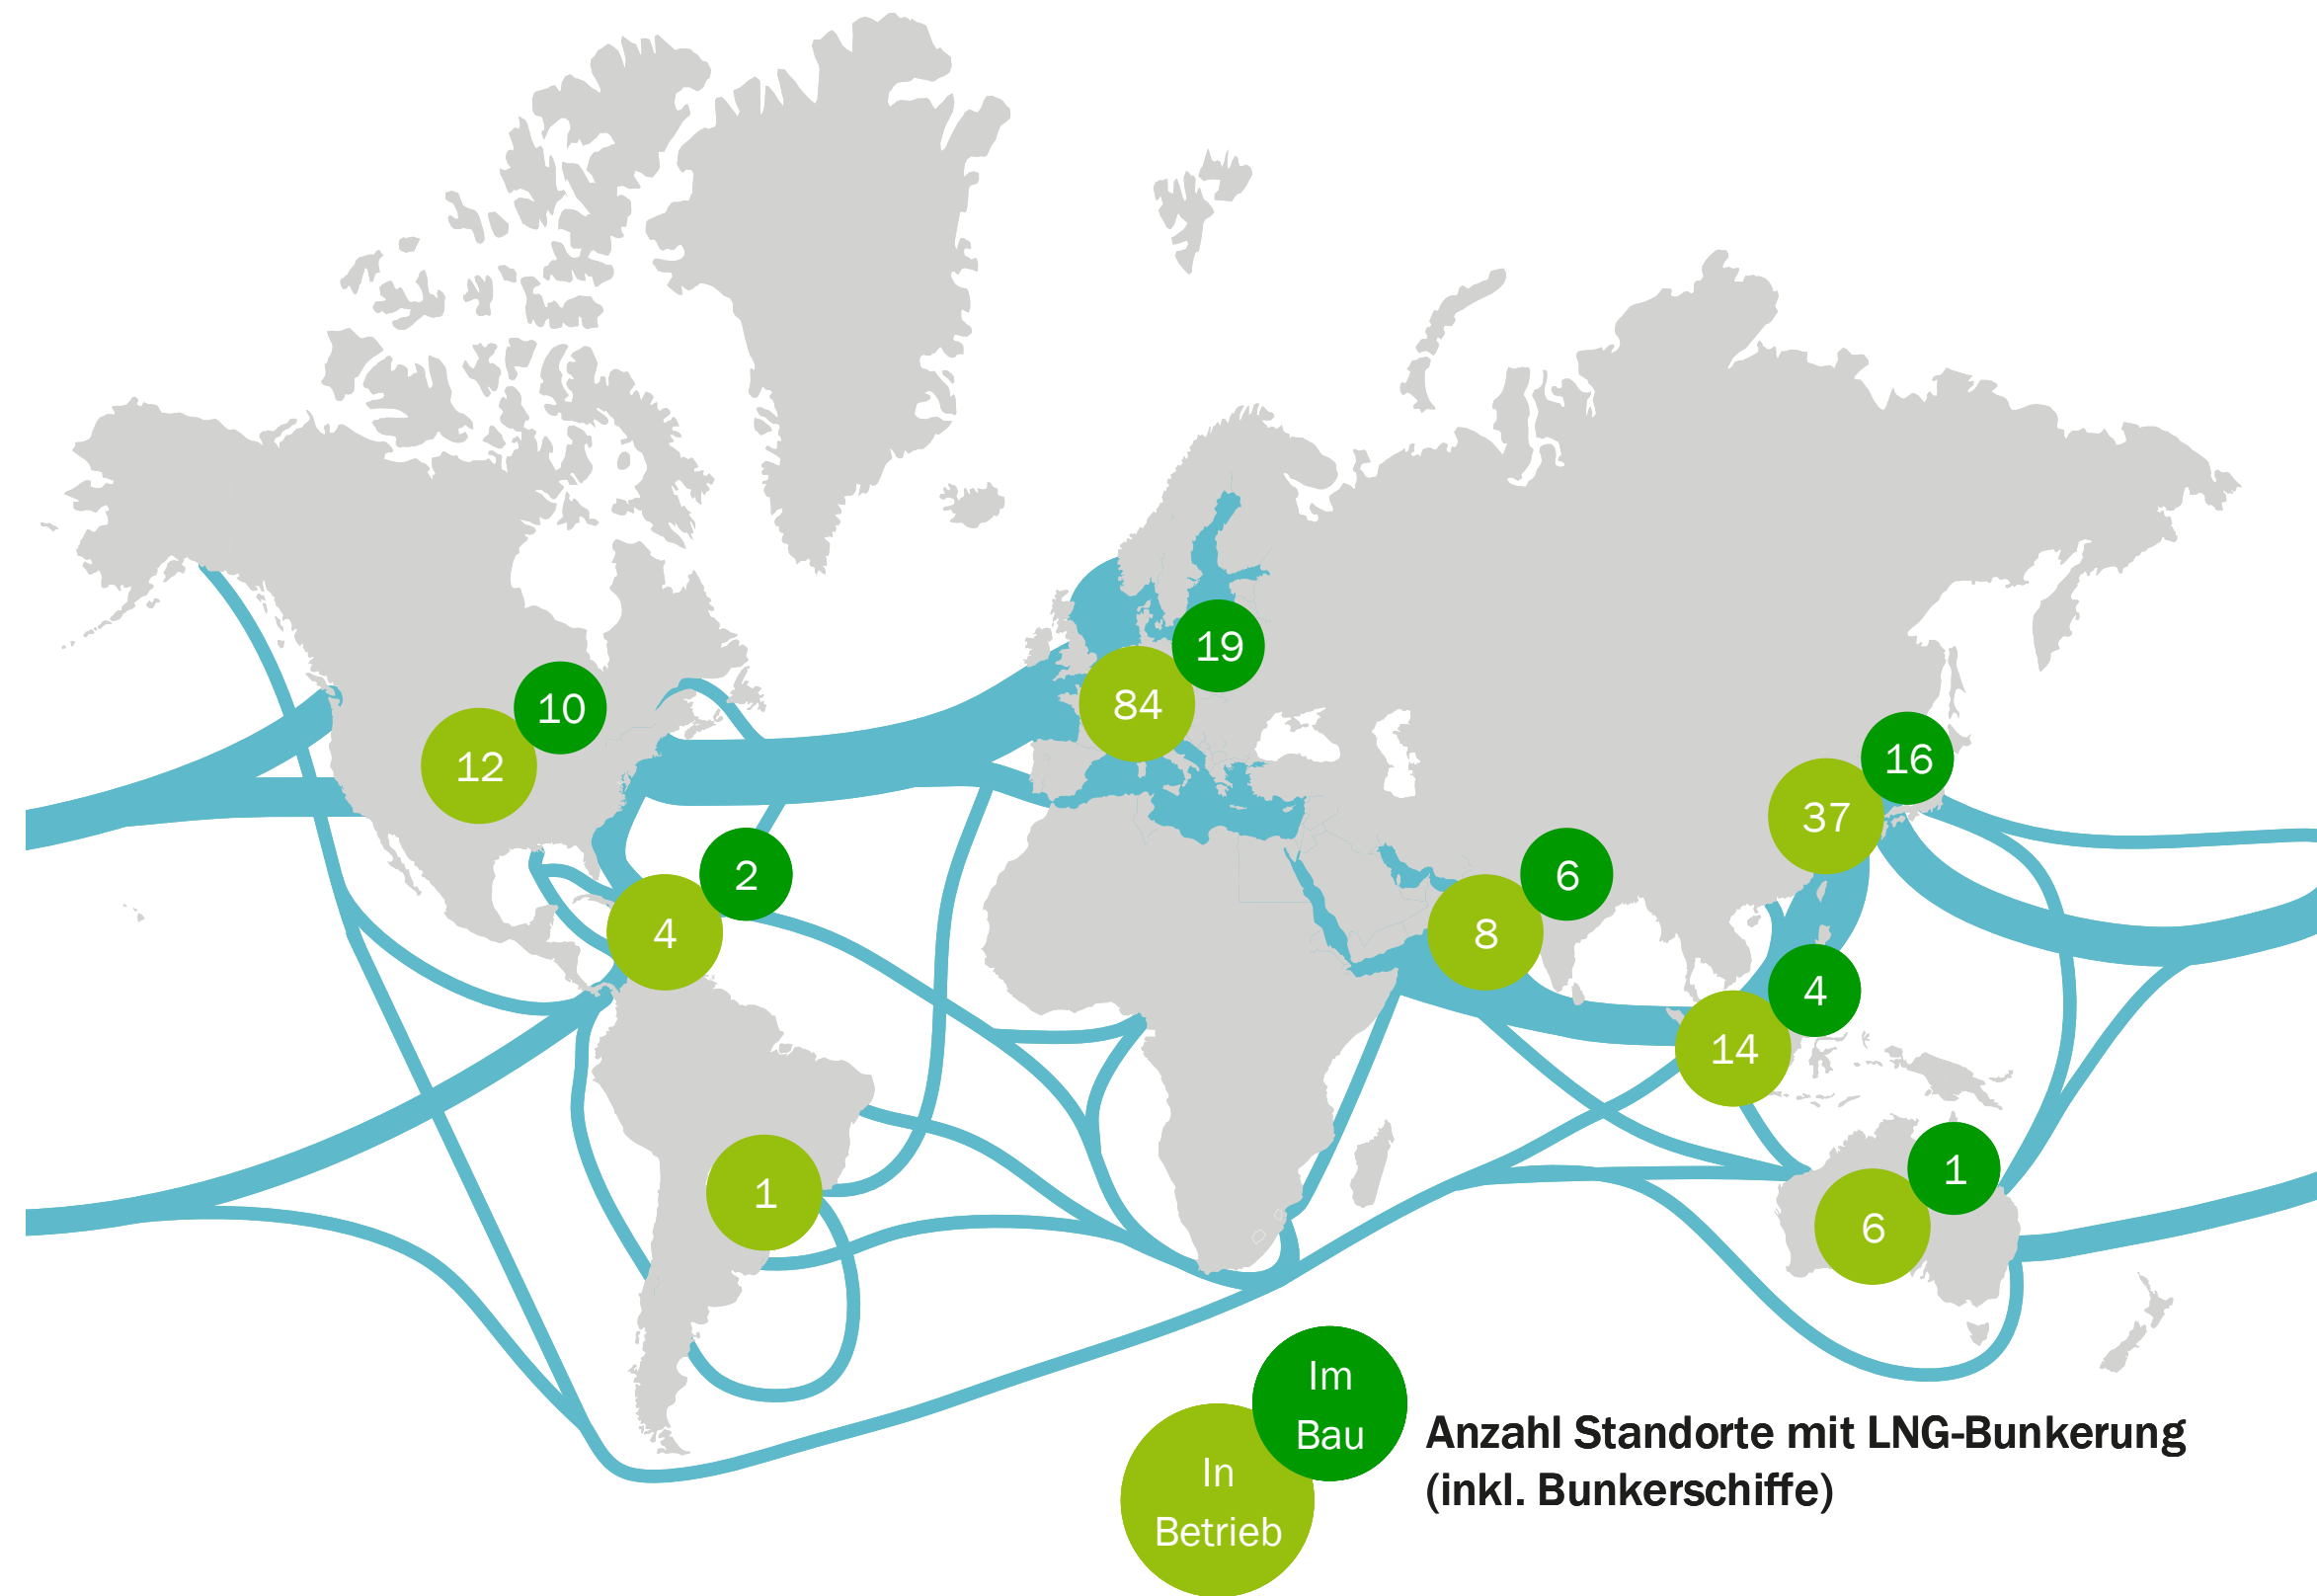 19
84
10
12
16
37
2
4
6
8
4
14
1
6
1
Im
Bau
In
Betrieb
Anzahl Standorte mit LNG-Bunkerung
(inkl. Bunkerschiffe)